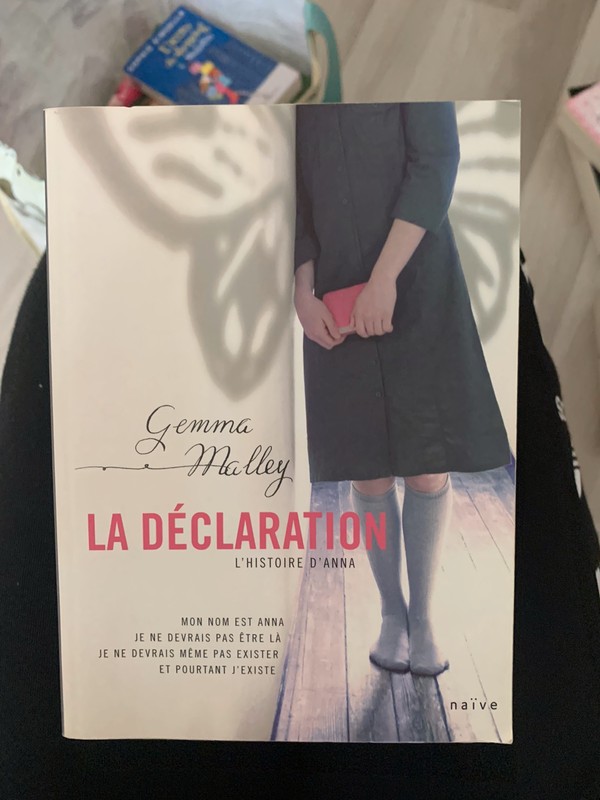 Gemma
Malley
LA DÉCLARATION
L'HISTOIRE D'ANNA
MON NOM EST ANNA
JE NE DEVRAIS PAS ÊTRE LÀ
JE NE DEVRAIS MÊME PAS EXISTER
ET POURTANT J'EXISTE
naïve